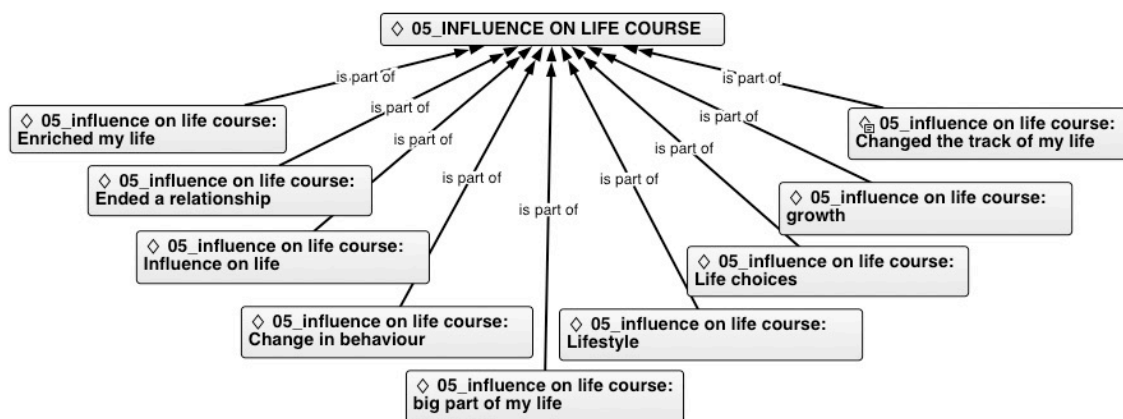 ◇ 05_INFLUENCE ON LIFE COURSE
is part of
is part of
is part of
is part of
is part of
is part of
is part of
is part of
is part of
◇ 05_influence on life course:
Enriched my life
◇ 05_influence on life course:
Changed the track of my life
◇ 05_influence on life course:
Ended a relationship
◇ 05_influence on life course:
growth
◇ 05_influence on life course:
Influence on life
◇ 05_influence on life course:
Life choices
◇ 05_influence on life course:
Change in behaviour
◇ 05_influence on life course:
Lifestyle
◇ 05_influence on life course:
big part of my life